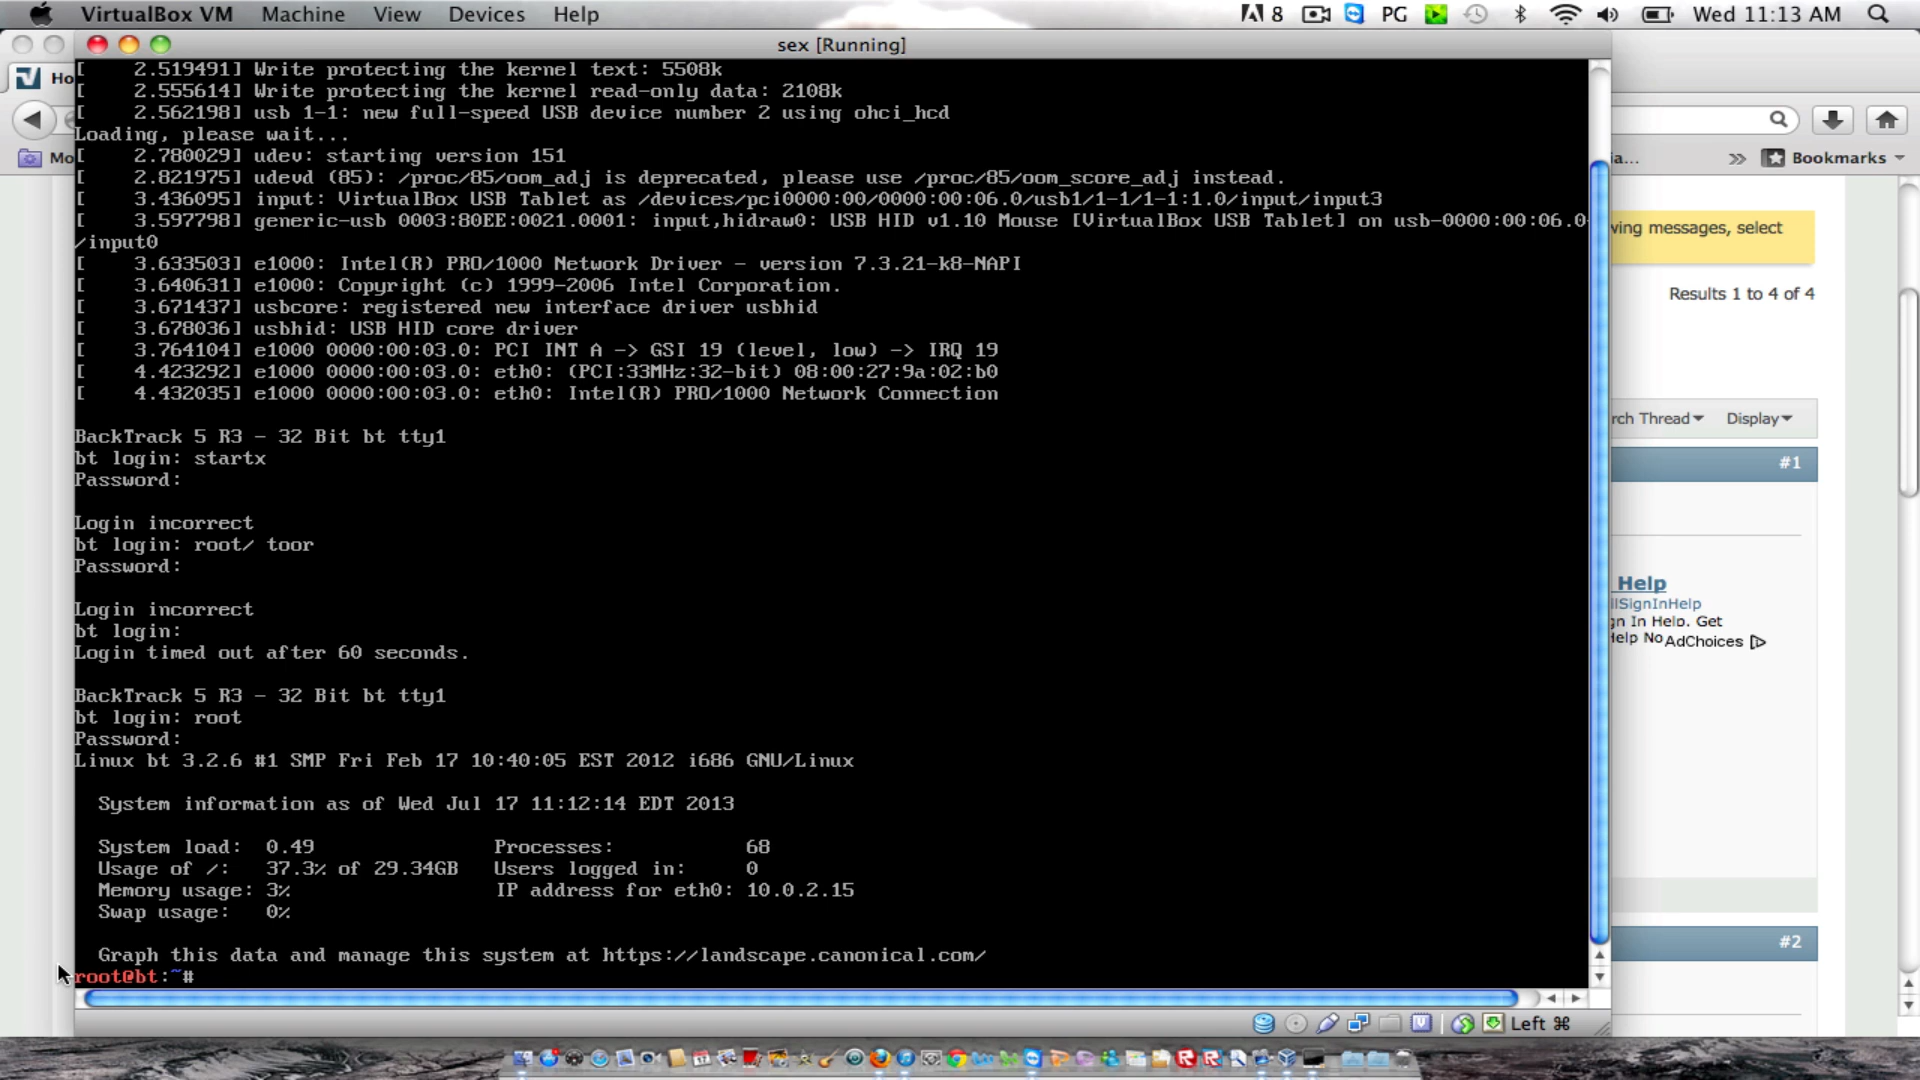 VirtualBox VM Machine View Devices Help
8 PG Wed 11:13 AM
sex [Running]
Ho
Mo
[    2.519491] Write protecting the kernel text: 5508k
[    2.555614] Write protecting the kernel read-only data: 2108k
[    2.562198] usb 1-1: new full-speed USB device number 2 using ohci_hcd
Loading, please wait...
[    2.780029] udev: starting version 151
[    2.821975] udevd (85): /proc/85/oom_adj is deprecated, please use /proc/85/oom_score_adj instead.
[    3.436095] input: VirtualBox USB Tablet as /devices/pci0000:00/0000:00:06.0/usb1/1-1/1-1:1.0/input/input3
[    3.597798] generic-usb 0003:80EE:0021.0001: input,hidraw0: USB HID v1.10 Mouse [VirtualBox USB Tablet] on usb-0000:00:06.0-
/input0
[    3.633503] e1000: Intel(R) PRO/1000 Network Driver - version 7.3.21-k8-NAPI
[    3.640631] e1000: Copyright (c) 1999-2006 Intel Corporation.
[    3.671437] usbcore: registered new interface driver usbhid
[    3.678036] usbhid: USB HID core driver
[    3.764104] e1000 0000:00:03.0: PCI INT A -> GSI 19 (level, low) -> IRQ 19
[    4.423292] e1000 0000:00:03.0: eth0: (PCI:33MHz:32-bit) 08:00:27:9a:02:b0
[    4.432035] e1000 0000:00:03.0: eth0: Intel(R) PRO/1000 Network Connection
BackTrack 5 R3 - 32 Bit bt tty1
bt login: startx
Password:
Login incorrect
bt login: root/ toor
Password:
Login incorrect
bt login:
Login timed out after 60 seconds.
BackTrack 5 R3 - 32 Bit bt tty1
bt login: root
Password:
Linux bt 3.2.6 #1 SMP Fri Feb 17 10:40:05 EST 2012 i686 GNU/Linux
System information as of Wed Jul 17 11:12:14 EDT 2013
System load: 0.49 Processes: 68
Usage of /: 37.3% of 29.34GB Users logged in: 0
Memory usage: 3% IP address for eth0: 10.0.2.15
Swap usage: 0%
Graph this data and manage this system at https://landscape.canonical.com/
root@bt:~#
Left ⌘
ia... » Bookmarks
wing messages, select
Results 1 to 4 of 4
rch Thread Display
#1
Help
ilSignInHelp
gn In Help. Get
Help No AdChoices
#2